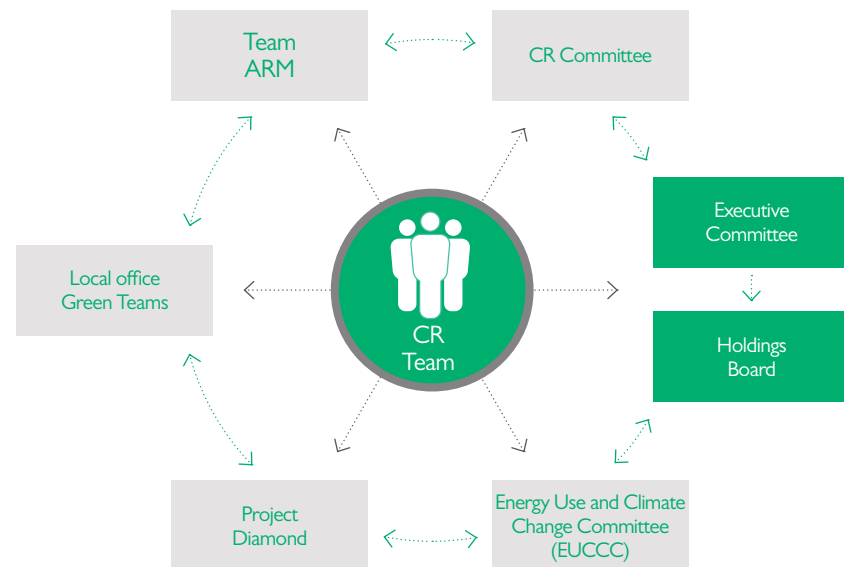 Team
ARM
CR Committee
Executive
Committee
Local office
Green Teams
CR
Team
Holdings
Board
Project
Diamond
Energy Use and Climate
Change Committee
(EUCCC)